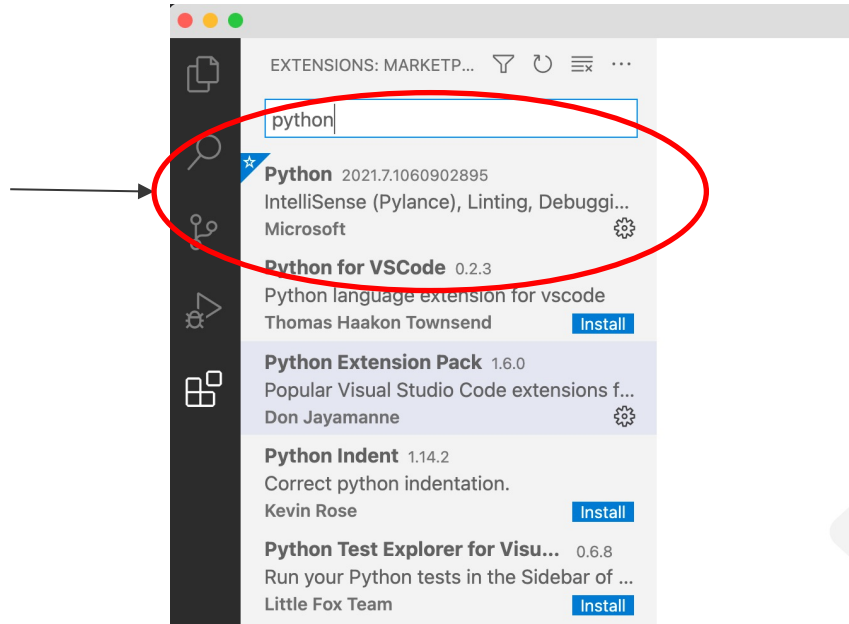 EXTENSIONS: MARKETP...
python
Python 2021.7.1060902895
IntelliSense (Pylance), Linting, Debuggi...
Microsoft
Python for VSCode 0.2.3
Python language extension for vscode
Thomas Haakon Townsend Install
Python Extension Pack 1.6.0
Popular Visual Studio Code extensions f...
Don Jayamanne
Python Indent 1.14.2
Correct python indentation.
Kevin Rose Install
Python Test Explorer for Visu... 0.6.8
Run your Python tests in the Sidebar of ...
Little Fox Team Install